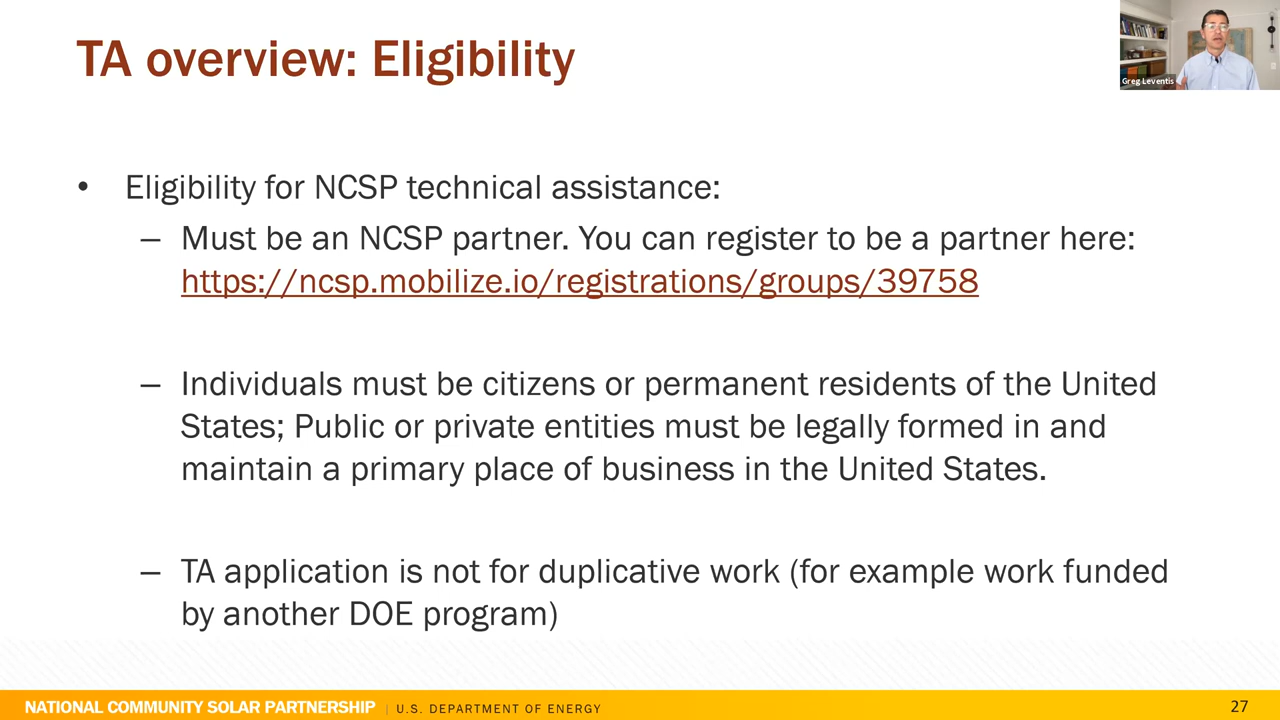 TA overview: Eligibility
Greg Leventis
• Eligibility for NCSP technical assistance:
– Must be an NCSP partner. You can register to be a partner here:
https://ncsp.mobilize.io/registrations/groups/39758
– Individuals must be citizens or permanent residents of the United
States; Public or private entities must be legally formed in and
maintain a primary place of business in the United States.
– TA application is not for duplicative work (for example work funded
by another DOE program)
NATIONAL COMMUNITY SOLAR PARTNERSHIP | U.S. DEPARTMENT OF ENERGY
27